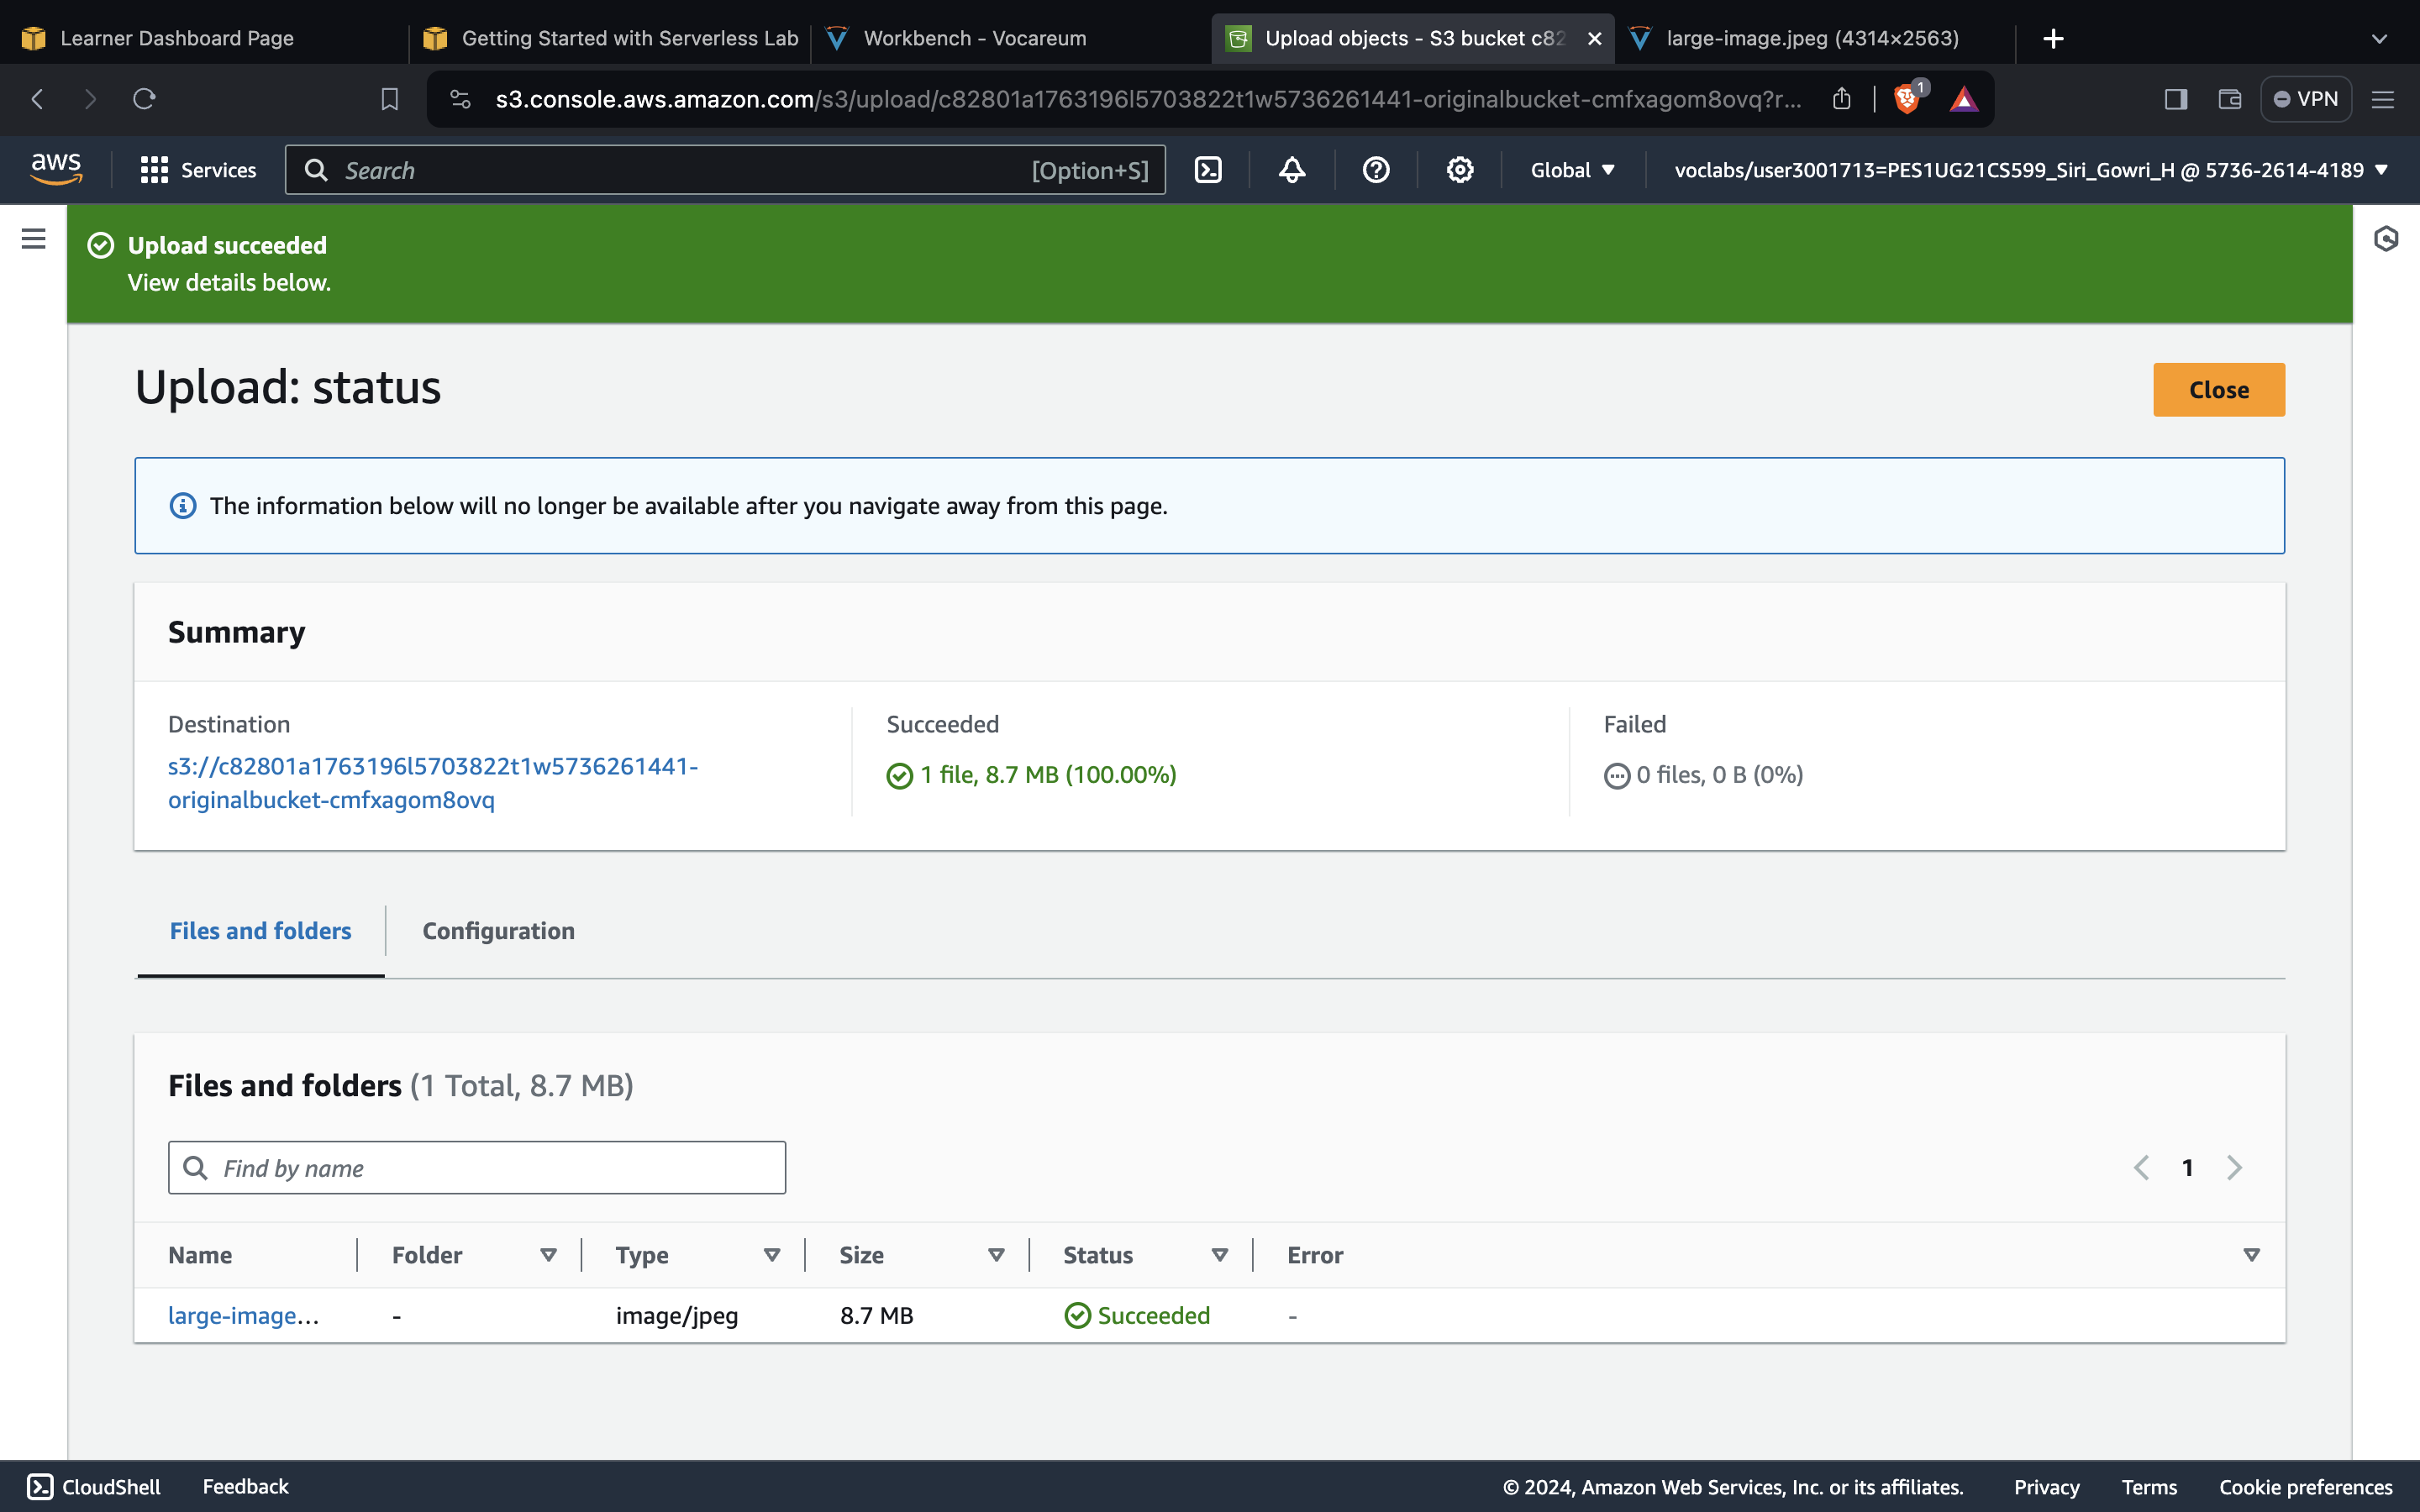 Learner Dashboard Page
Getting Started with Serverless Lab
Workbench - Vocareum
Upload objects - S3 bucket c82
large-image.jpeg (4314×2563)
s3.console.aws.amazon.com/s3/upload/c82801a1763196l5703822t1w5736261441-originalbucket-cmfxagom8ovq?r...
1
VPN
aws
Services
Search
[Option+S]
Global
voclabs/user3001713=PES1UG21CS599_Siri_Gowri_H @ 5736-2614-4189
Upload succeeded
View details below.
Upload: status
Close
The information below will no longer be available after you navigate away from this page.
Summary
Destination
s3://c82801a1763196l5703822t1w5736261441-
originalbucket-cmfxagom8ovq
Succeeded
1 file, 8.7 MB (100.00%)
Failed
0 files, 0 B (0%)
Files and folders
Configuration
Files and folders (1 Total, 8.7 MB)
Find by name
1
Name Folder Type Size Status Error
large-image... - image/jpeg 8.7 MB Succeeded -
CloudShell
Feedback
© 2024, Amazon Web Services, Inc. or its affiliates.
Privacy
Terms
Cookie preferences